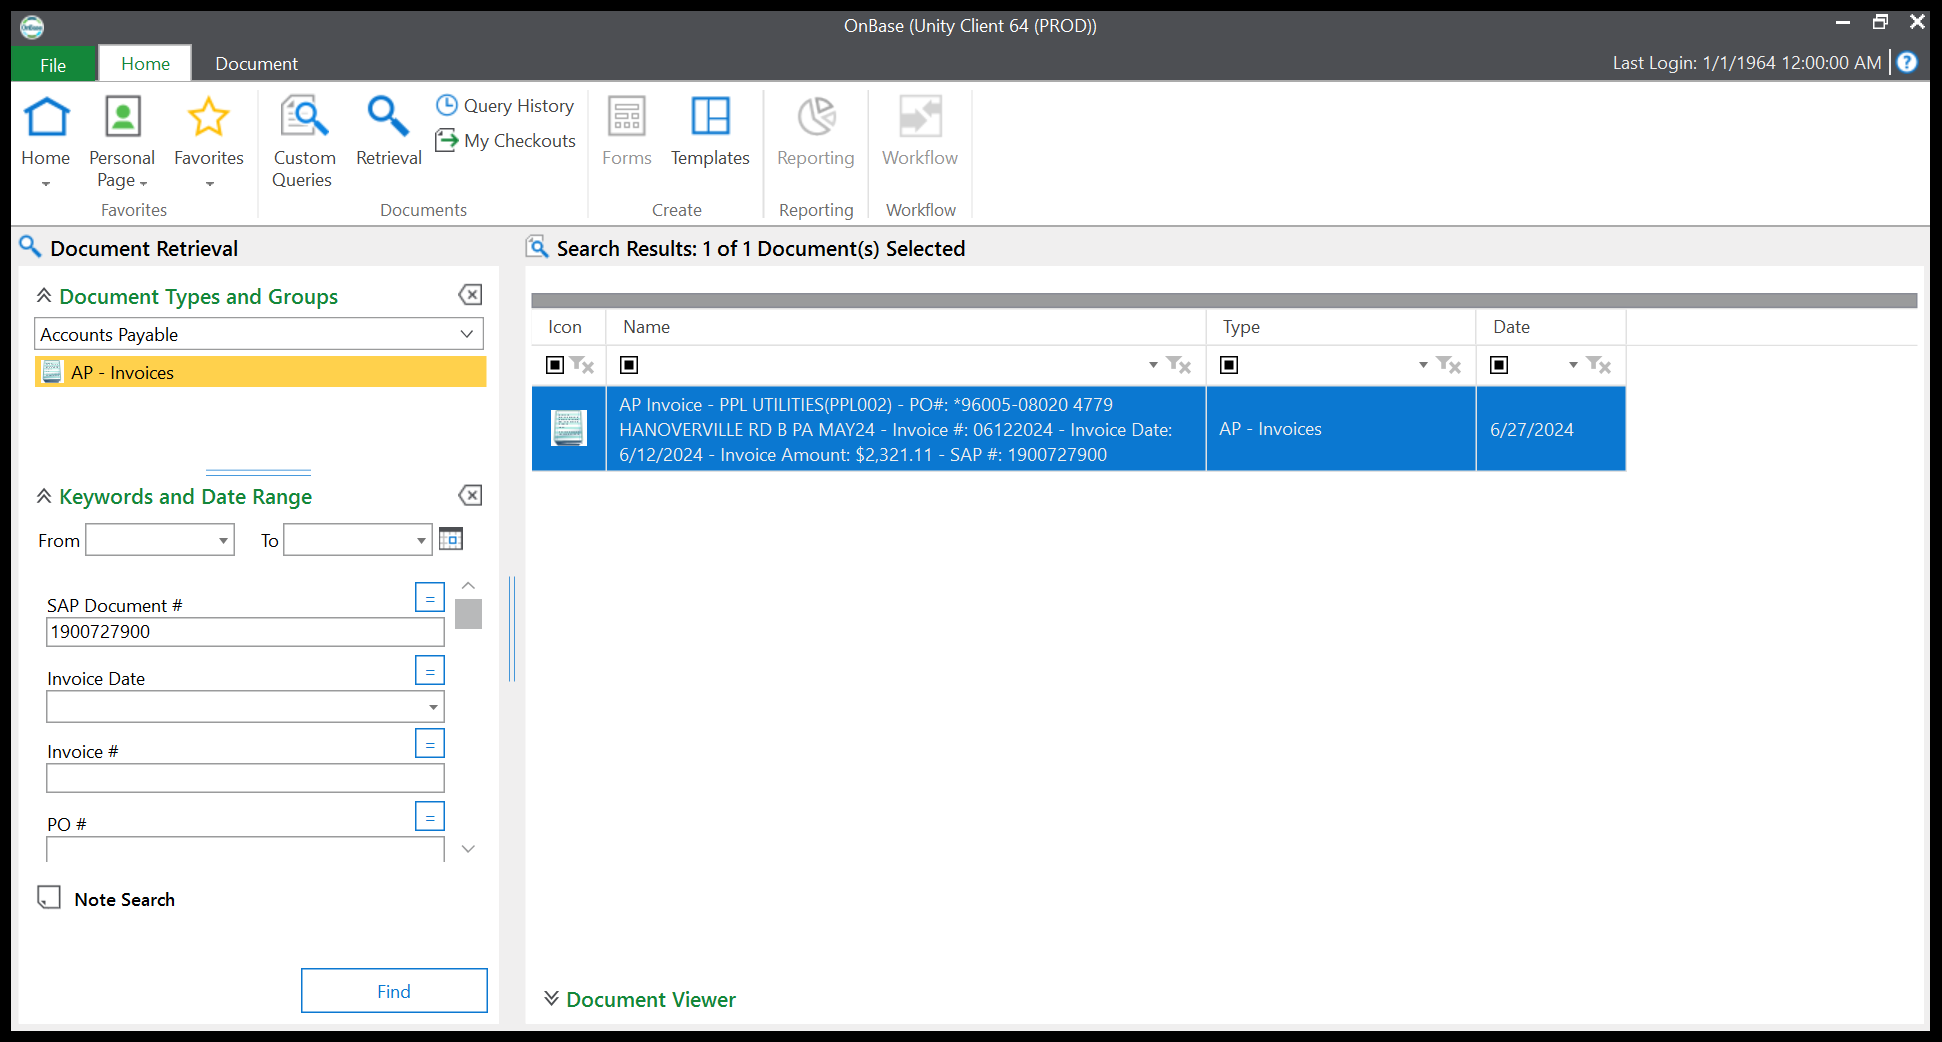 OnBase (Unity Client 64 (PROD))
File
Home
Document
Last Login: 1/1/1964 12:00:00 AM
?
Home
Personal
Page
Favorites
Favorites
Custom
Queries
Retrieval
Query History
My Checkouts
Documents
Forms
Templates
Create
Reporting
Reporting
Workflow
Workflow
Document Retrieval
Document Types and Groups
Accounts Payable
AP - Invoices
Keywords and Date Range
From
To
SAP Document #
=
1900727900
Invoice Date
=
Invoice #
=
PO #
=
Note Search
Find
Search Results: 1 of 1 Document(s) Selected
Icon
Name
Type
Date
AP Invoice - PPL UTILITIES(PPL002) - PO#: *96005-08020 4779
HANOVERVILLE RD B PA MAY24 - Invoice #: 06122024 - Invoice Date:
6/12/2024 - Invoice Amount: $2,321.11 - SAP #: 1900727900
AP - Invoices
6/27/2024
Document Viewer